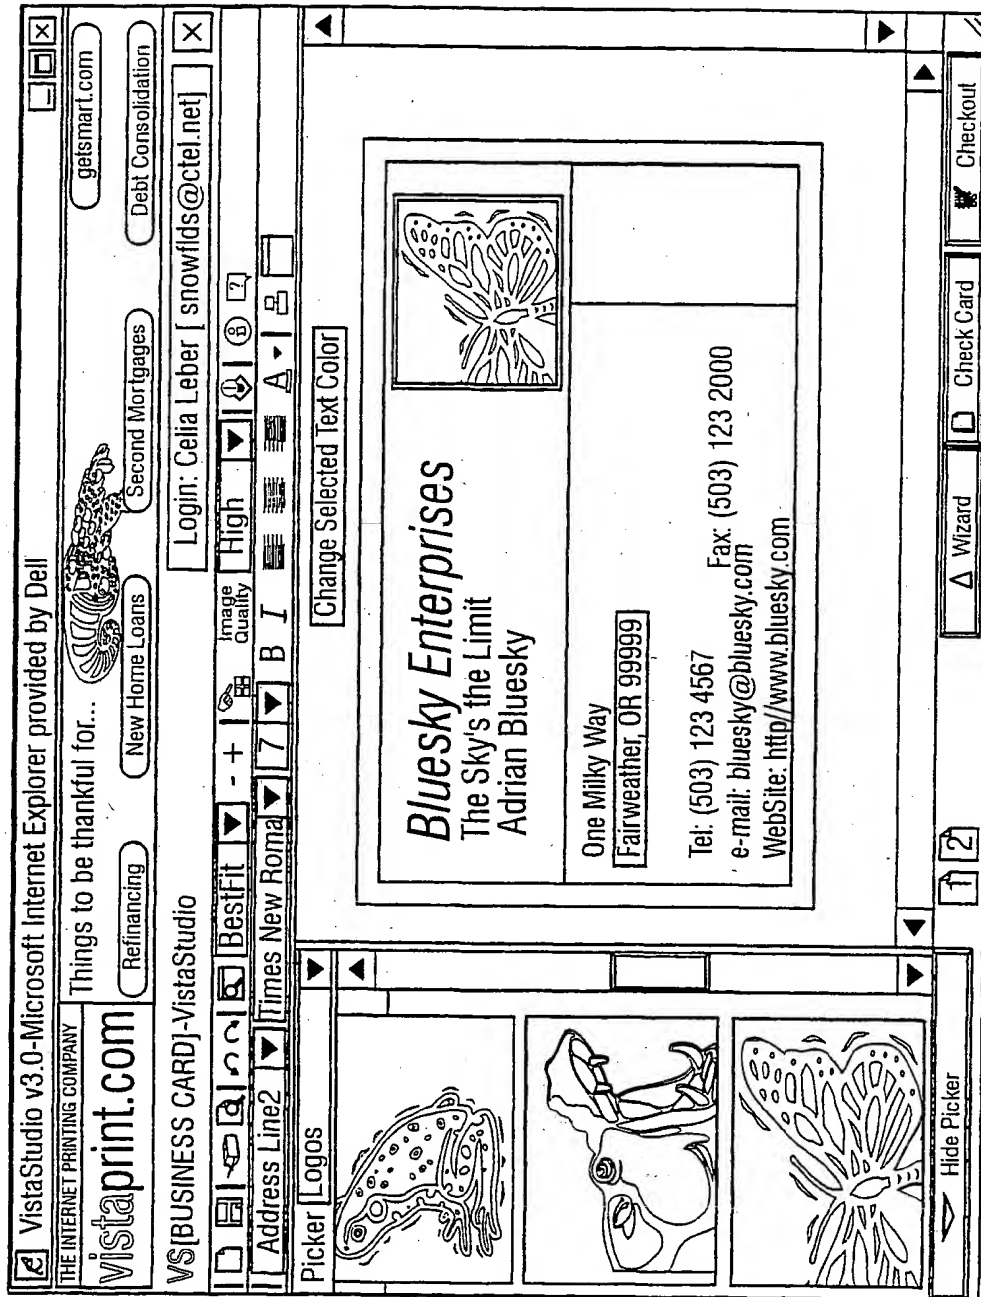 VistaStudio v3.0-Microsoft Internet Explorer provided by Dell
THE INTERNET PRINTING COMPANY
vistaprint.com
Things to be thankful for...
getsmart.com
Refinancing
New Home Loans
Second Mortgages
Debt Consolidation
VS[BUSINESS CARD]-VistaStudio
Login: Celia Leber [ snowflds@ctel.net]
BestFit
- +
Image
Quality
High
?
Address Line2
Times New Roma
7
B I
A
Picker Logos
Change Selected Text Color
Bluesky Enterprises
The Sky's the Limit
Adrian Bluesky
One Milky Way
Fairweather, OR 99999
Tel: (503) 123 4567
Fax: (503) 123 2000
e-mail: bluesky@bluesky.com
WebSite: http//www.bluesky.com
Hide Picker
1 2
Wizard
Check Card
Checkout